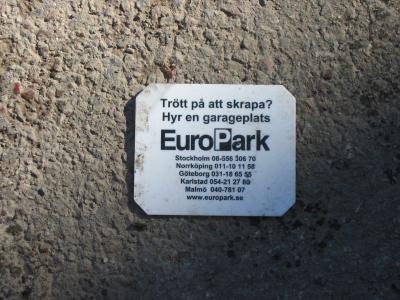 Trött på att skrapa?
Hyr en garageplats
EuroPark
Stockholm 08-556 306 70
Norrköping 011-10 11 58
Göteborg 031-18 65 55
Karlstad 054-21 27 80
Malmö 040-781 07
www.europark.se